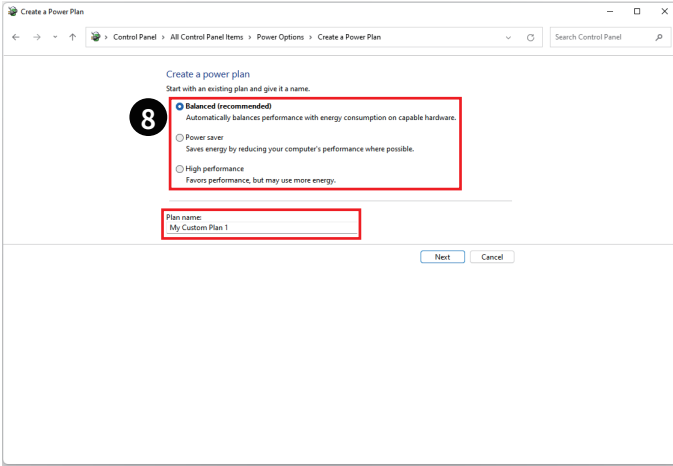 Create a Power Plan
Control Panel > All Control Panel Items > Power Options > Create a Power Plan
Search Control Panel
Create a power plan
Start with an existing plan and give it a name.
8
Balanced (recommended)
Automatically balances performance with energy consumption on capable hardware.
Power saver
Saves energy by reducing your computer's performance where possible.
High performance
Favors performance, but may use more energy.
Plan name:
My Custom Plan 1
Next Cancel